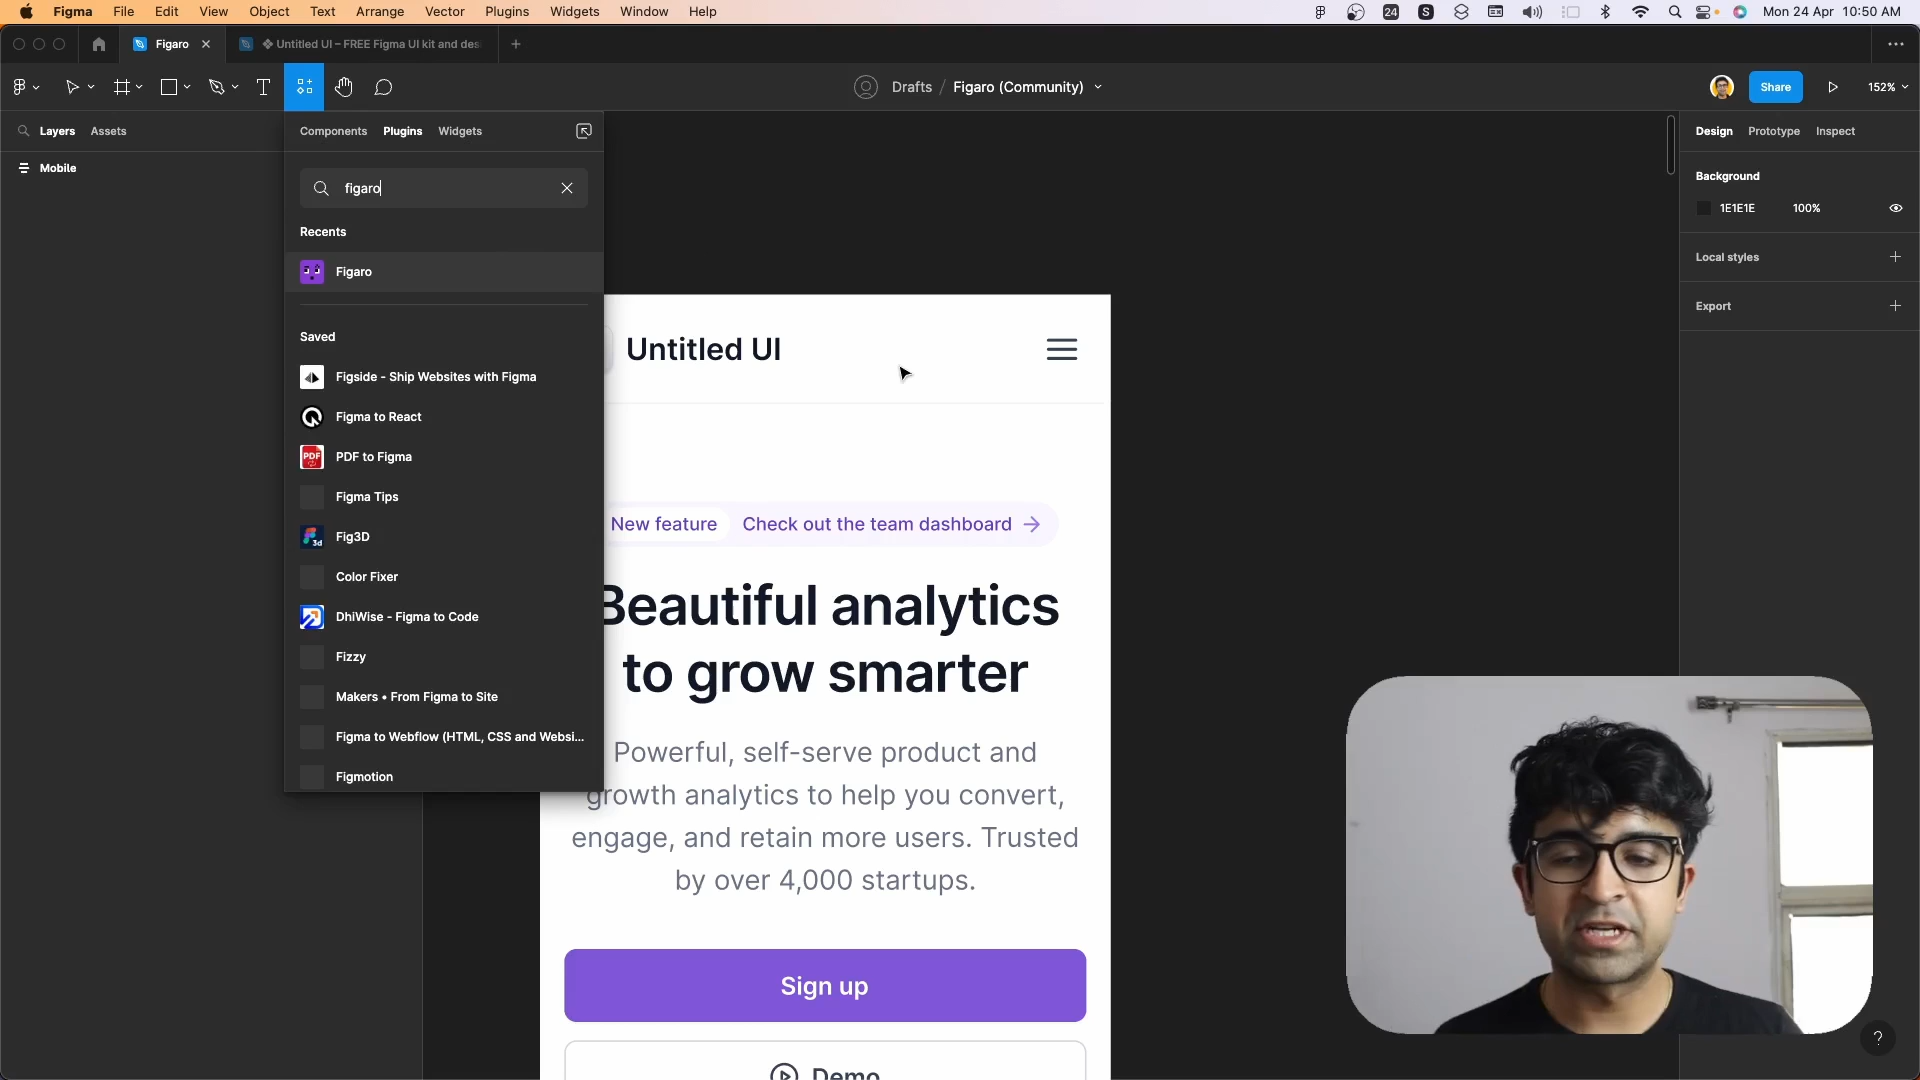 Figma File Edit View Object Text Arrange Vector Plugins Widgets Window Help 24 S Mon 24 Apr 10:50 AM
Figaro Untitled UI – FREE Figma UI kit and des
Drafts / Figaro (Community) Share 152%
Layers Assets Components Plugins Widgets Design Prototype Inspect
Mobile
figaro
Recents
Figaro
Saved
Figside - Ship Websites with Figma
Figma to React
PDF
PDF to Figma
Figma Tips
3d
Fig3D
Color Fixer
DhiWise - Figma to Code
Fizzy
Makers • From Figma to Site
Figma to Webflow (HTML, CSS and Websi...
Figmotion
Untitled UI
New feature Check out the team dashboard →
Beautiful analytics
to grow smarter
Powerful, self-serve product and
growth analytics to help you convert,
engage, and retain more users. Trusted
by over 4,000 startups.
Sign up
Demo
Background
1E1E1E 100%
Local styles
Export
?